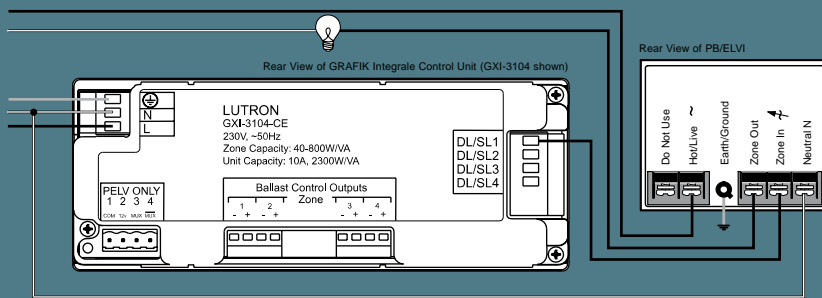 Rear View of PB/ELVI
Rear View of GRAFIK Integrale Control Unit (GXI-3104 shown)
N
L
LUTRON
GXI-3104-CE
230V, ~50Hz
Zone Capacity: 40-800W/VA
Unit Capacity: 10A, 2300W/VA
DL/SL1
DL/SL2
DL/SL3
DL/SL4
PELV ONLY
1 2 3 4
COM 12v MUX MUX
Ballast Control Outputs
Zone
1 2 3 4
- + - + - + - +
Do Not Use
Hot/Live ~
Earth/Ground
Zone Out
Zone In
Neutral N